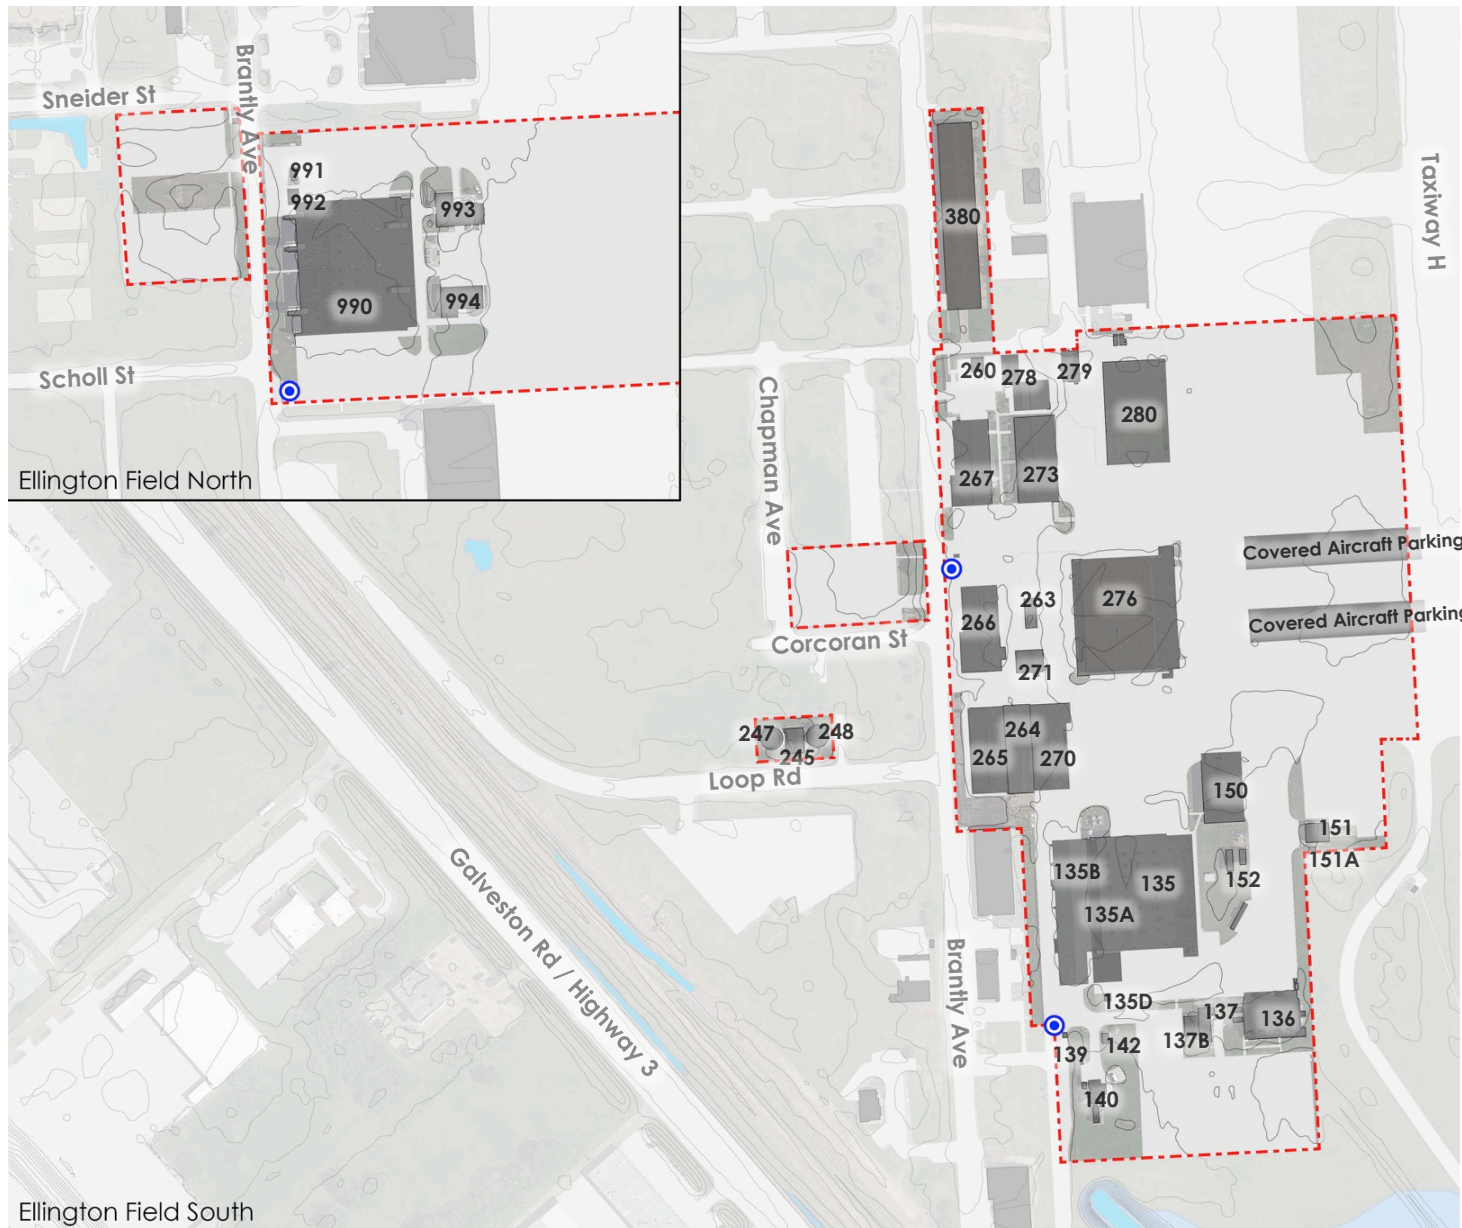 Sneider St
Brantly Ave
991
992
993
990
994
Scholl St
Ellington Field North
380
Taxiway H
260
278
279
280
Chapman Ave
267
273
Covered Aircraft Parking
263
276
266
Covered Aircraft Parking
Corcoran St
271
247
248
264
245
265
270
Loop Rd
150
151
151A
135B
135
152
135A
Galveston Rd / Highway 3
Brantly Ave
135D
137
136
139
142
137B
140
Ellington Field South